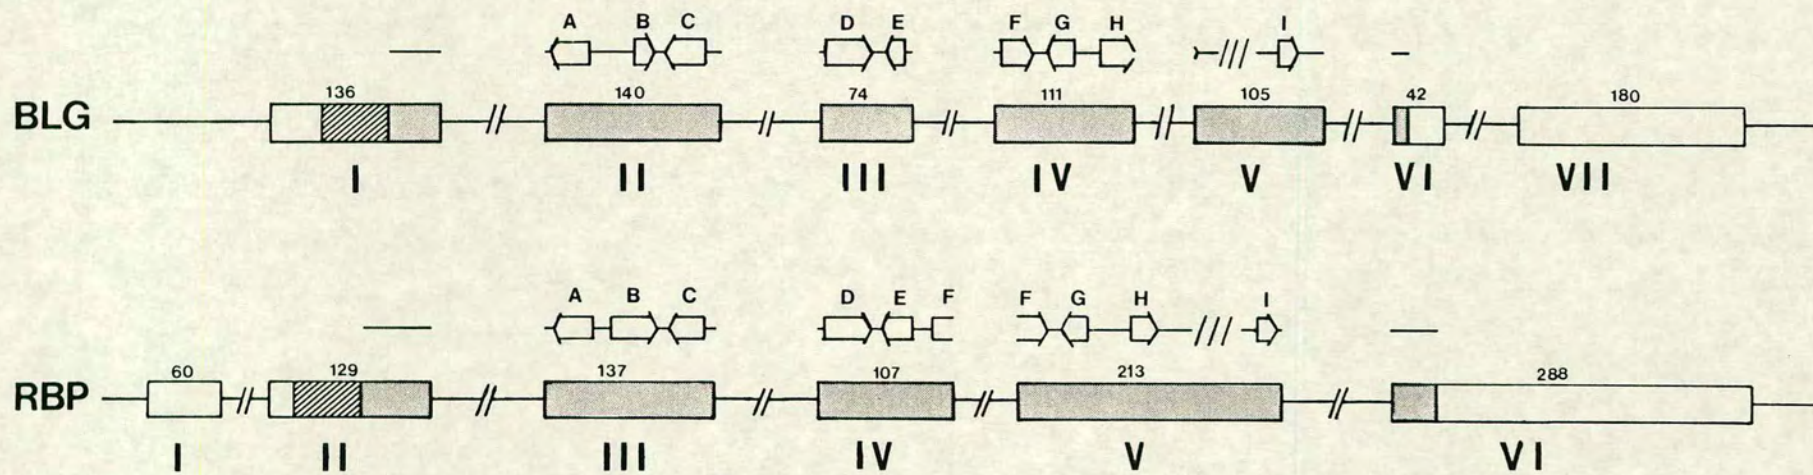 A B C D E F G H I
136 140 74 111 105 42 180
BLG
I II III IV V VI VII
A B C D E F F G H I
60 129 137 107 213 288
RBP
I II III IV V VI